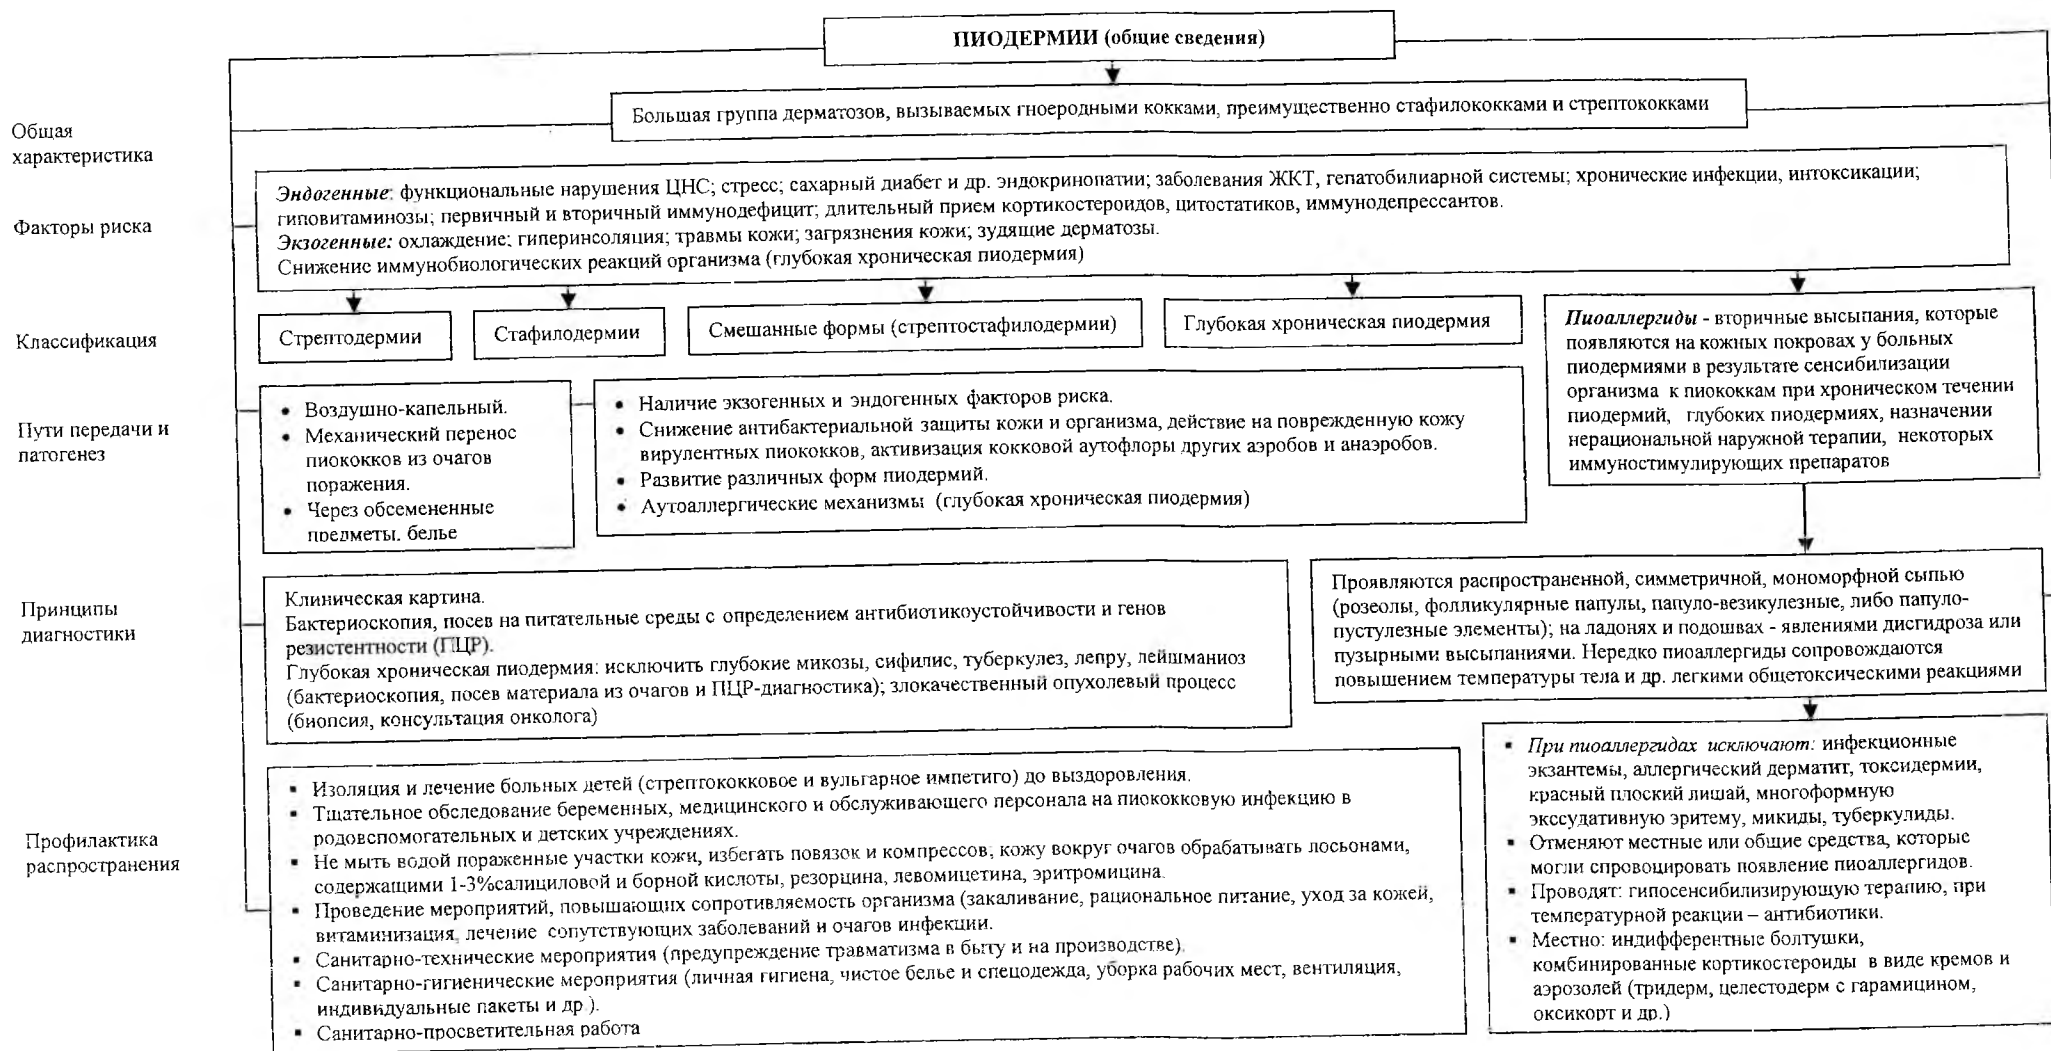 ПИОДЕРМИИ (общие сведения)
Общая
характеристика
Большая группа дерматозов, вызываемых гноеродными кокками, преимущественно стафилококками и стрептококками
Факторы риска
Эндогенные: функциональные нарушения ЦНС; стресс; сахарный диабет и др. эндокринопатии; заболевания ЖКТ, гепатобилиарной системы; хронические инфекции, интоксикации;
гиповитаминозы; первичный и вторичный иммунодефицит; длительный прием кортикостероидов, цитостатиков, иммунодепрессантов.
Экзогенные: охлаждение; гиперинсоляция; травмы кожи; загрязнения кожи; зудящие дерматозы.
Снижение иммунобиологических реакций организма (глубокая хроническая пиодермия)
Классификация
Стрептодермии
Стафилодермии
Смешанные формы (стрептостафилодермии)
Глубокая хроническая пиодермия
Пиоаллергиды - вторичные высыпания, которые
появляются на кожных покровах у больных
пиодермиями в результате сенсибилизации
организма к пиококкам при хроническом течении
пиодермий, глубоких пиодермиях, назначении
нерациональной наружной терапии, некоторых
иммуностимулирующих препаратов
Пути передачи и
патогенез
• Воздушно-капельный.
• Механический перенос
пиококков из очагов
поражения.
• Через обсемененные
предметы, белье
• Наличие экзогенных и эндогенных факторов риска.
• Снижение антибактериальной защиты кожи и организма, действие на поврежденную кожу
вирулентных пиококков, активизация кокковой аутофлоры других аэробов и анаэробов.
• Развитие различных форм пиодермий.
• Аутоаллергические механизмы (глубокая хроническая пиодермия)
Принципы
диагностики
Клиническая картина.
Бактериоскопия, посев на питательные среды с определением антибиотикоустойчивости и генов
резистентности (ПЦР).
Глубокая хроническая пиодермия: исключить глубокие микозы, сифилис, туберкулез, лепру, лейшманиоз
(бактериоскопия, посев материала из очагов и ПЦР-диагностика); злокачественный опухолевый процесс
(биопсия, консультация онколога)
Проявляются распространенной, симметричной, мономорфной сыпью
(розеолы, фолликулярные папулы, папуло-везикулезные, либо папуло-
пустулезные элементы); на ладонях и подошвах - явлениями дисгидроза или
пузырными высыпаниями. Нередко пиоаллергиды сопровождаются
повышением температуры тела и др. легкими общетоксическими реакциями
Профилактика
распространения
▪ Изоляция и лечение больных детей (стрептококковое и вульгарное импетиго) до выздоровления.
▪ Тщательное обследование беременных, медицинского и обслуживающего персонала на пиококковую инфекцию в
родовспомогательных и детских учреждениях.
▪ Не мыть водой пораженные участки кожи, избегать повязок и компрессов, кожу вокруг очагов обрабатывать лосьонами,
содержащими 1-3%салициловой и борной кислоты, резорцина, левомицетина, эритромицина.
▪ Проведение мероприятий, повышающих сопротивляемость организма (закаливание, рациональное питание, уход за кожей,
витаминизация, лечение сопутствующих заболеваний и очагов инфекции.
▪ Санитарно-технические мероприятия (предупреждение травматизма в быту и на производстве).
▪ Санитарно-гигиенические мероприятия (личная гигиена, чистое белье и спецодежда, уборка рабочих мест, вентиляция,
индивидуальные пакеты и др.).
▪ Санитарно-просветительная работа
▪ При пиоаллергидах исключают: инфекционные
экзантемы, аллергический дерматит, токсидермии,
красный плоский лишай, многоформную
экссудативную эритему, микиды, туберкулиды.
▪ Отменяют местные или общие средства, которые
могли спровоцировать появление пиоаллергидов.
▪ Проводят: гипосенсибилизирующую терапию, при
температурной реакции – антибиотики.
▪ Местно: индифферентные болтушки,
комбинированные кортикостероиды в виде кремов и
аэрозолей (тридерм, целестодерм с гарамицином,
оксикорт и др.)